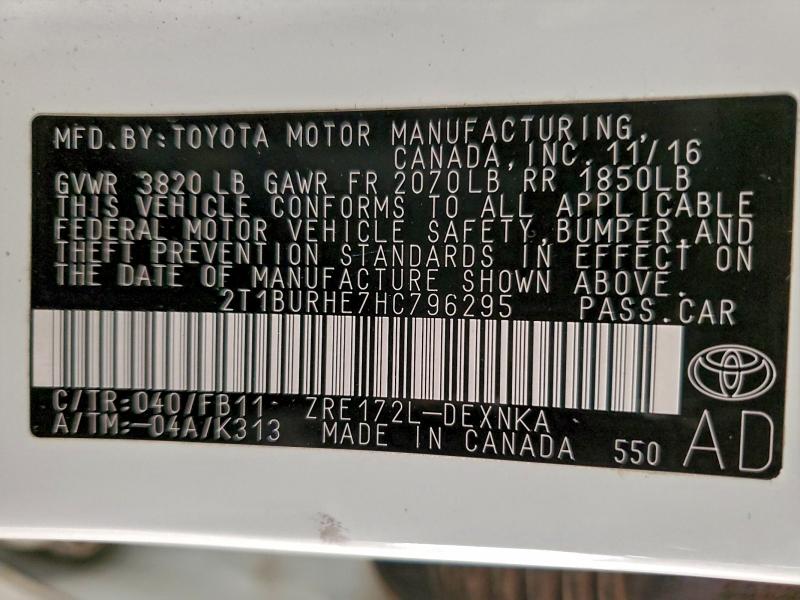 MFD.BY:TOYOTA MOTOR MANUFACTURING,
CANADA,INC. 11/16
GVWR 3820 LB GAWR FR 2070LB RR 1850LB
THIS VEHICLE CONFORMS TO ALL APPLICABLE
FEDERAL MOTOR VEHICLE SAFETY,BUMPER,AND
THEFT PREVENTION STANDARDS IN EFFECT ON
THE DATE OF MANUFACTURE SHOWN ABOVE.
2T1BURHE7HC796295 PASS.CAR
C/TR:040/FB11 ZRE172L-DEXNKA
A/TM:-04A/K313 MADE IN CANADA 550 AD